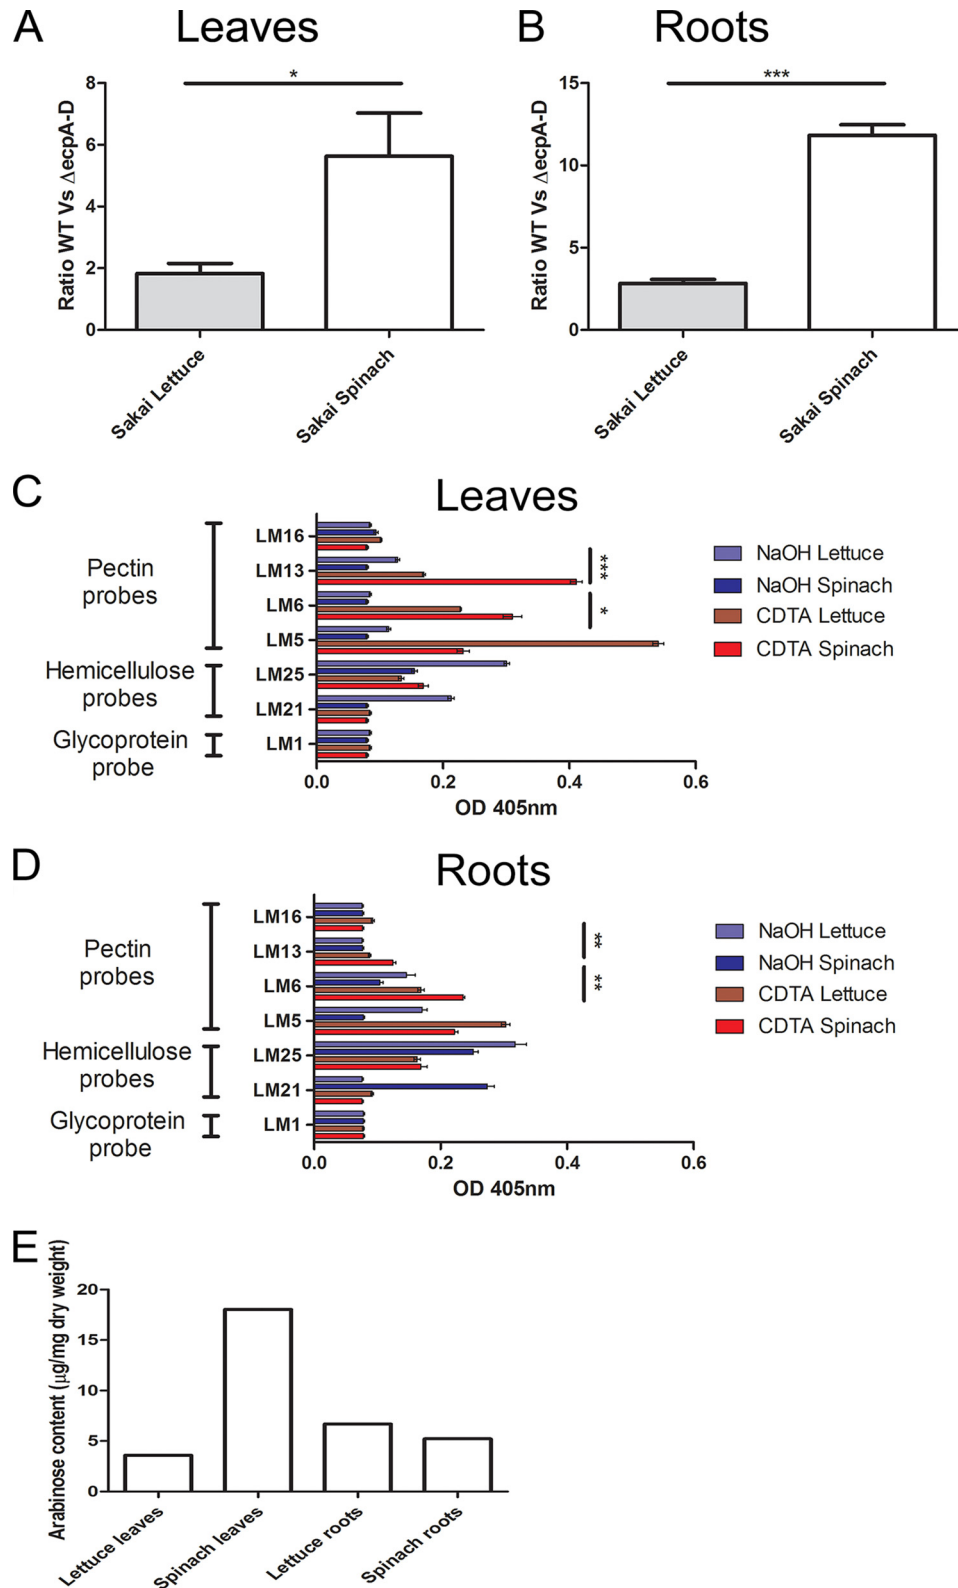 A
Leaves
B
Roots
Ratio WT Vs ΔecpA-D
8
6
4
2
0
*
Sakai Lettuce
Sakai Spinach
Ratio WT Vs ΔecpA-D
15
10
5
0
***
Sakai Lettuce
Sakai Spinach
C
Leaves
Pectin
probes
Hemicellulose
probes
Glycoprotein
probe
LM16
LM13
LM6
LM5
LM25
LM21
LM1
***
*
NaOH Lettuce
NaOH Spinach
CDTA Lettuce
CDTA Spinach
0.0 0.2 0.4 0.6
OD 405nm
D
Roots
Pectin
probes
Hemicellulose
probes
Glycoprotein
probe
LM16
LM13
LM6
LM5
LM25
LM21
LM1
**
**
NaOH Lettuce
NaOH Spinach
CDTA Lettuce
CDTA Spinach
0.0 0.2 0.4 0.6
OD 405nm
E
Arabinose content (μg/mg dry weight)
20
15
10
5
0
Lettuce leaves
Spinach leaves
Lettuce roots
Spinach roots